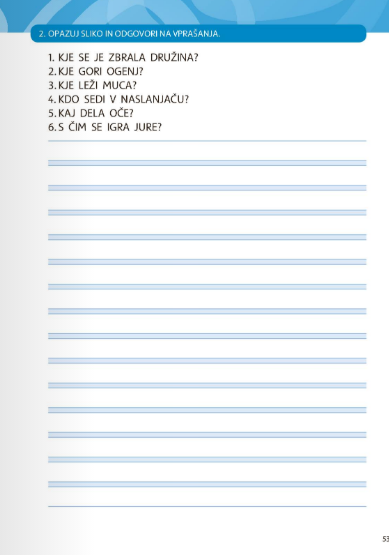 2. OPAZUJ SLIKO IN ODGOVORI NA VPRAŠANJA.
1. KJE SE JE ZBRALA DRUŽINA?
2. KJE GORI OGENJ?
3. KJE LEŽI MUCA?
4. KDO SEDI V NASLANJAČU?
5. KAJ DELA OČE?
6. S ČIM SE IGRA JURE?
53